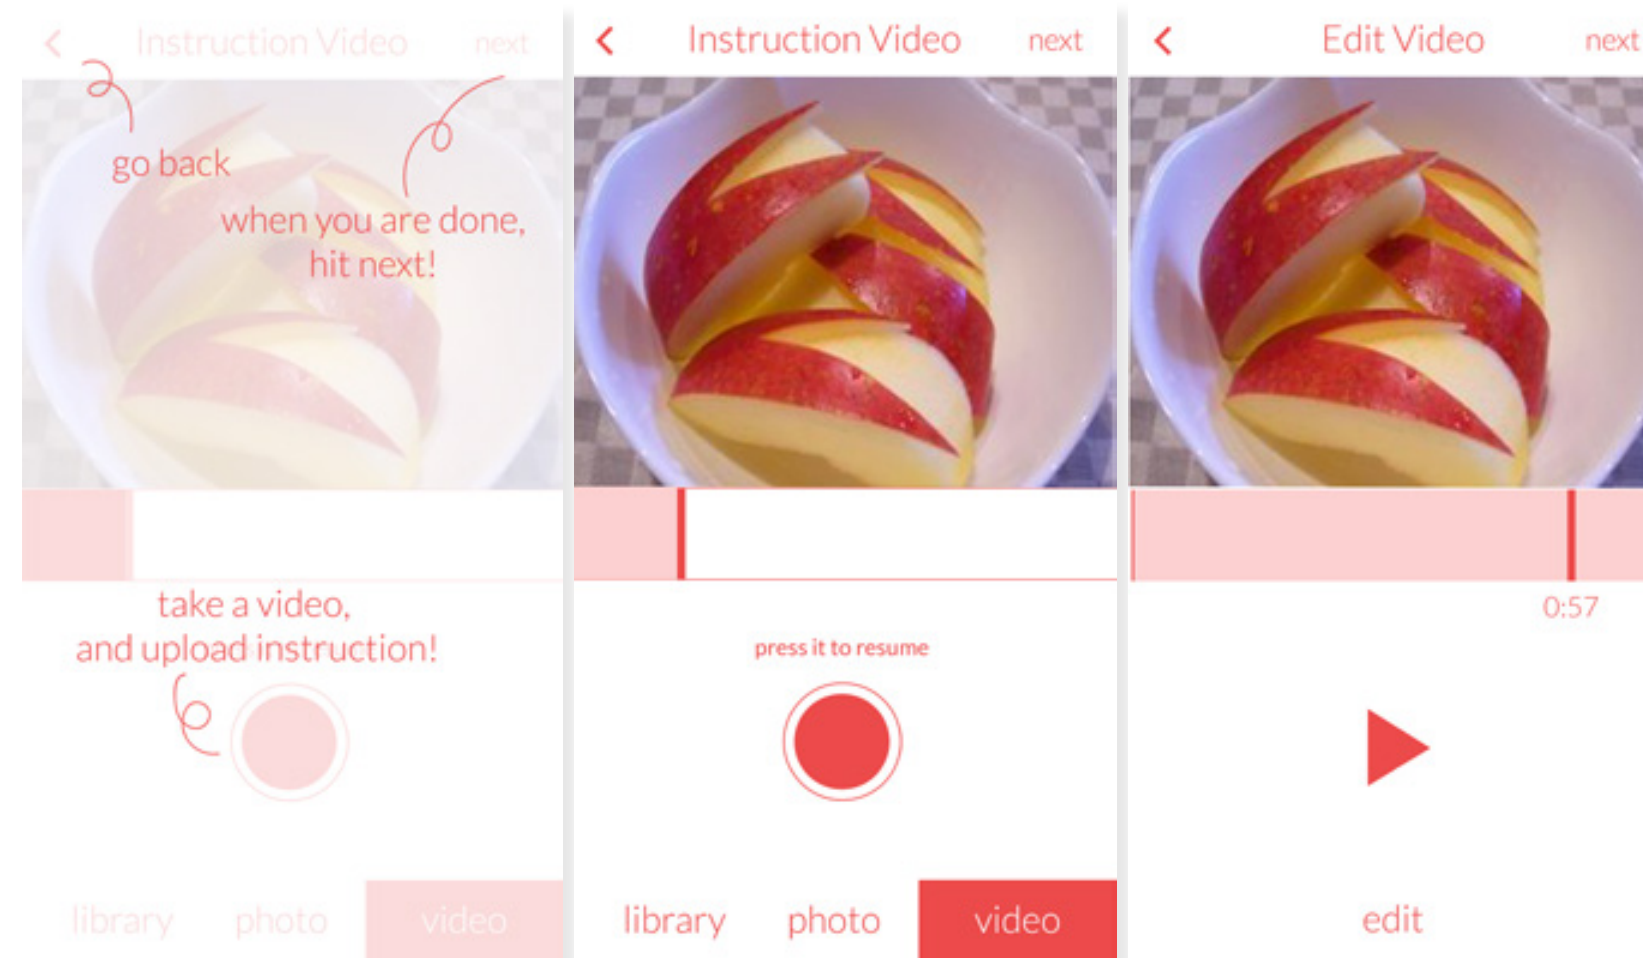 Instruction Video
next
go back
when you are done,
hit next!
take a video,
and upload instruction!
library
photo
video
Instruction Video
next
press it to resume
library
photo
video
Edit Video
next
0:57
edit